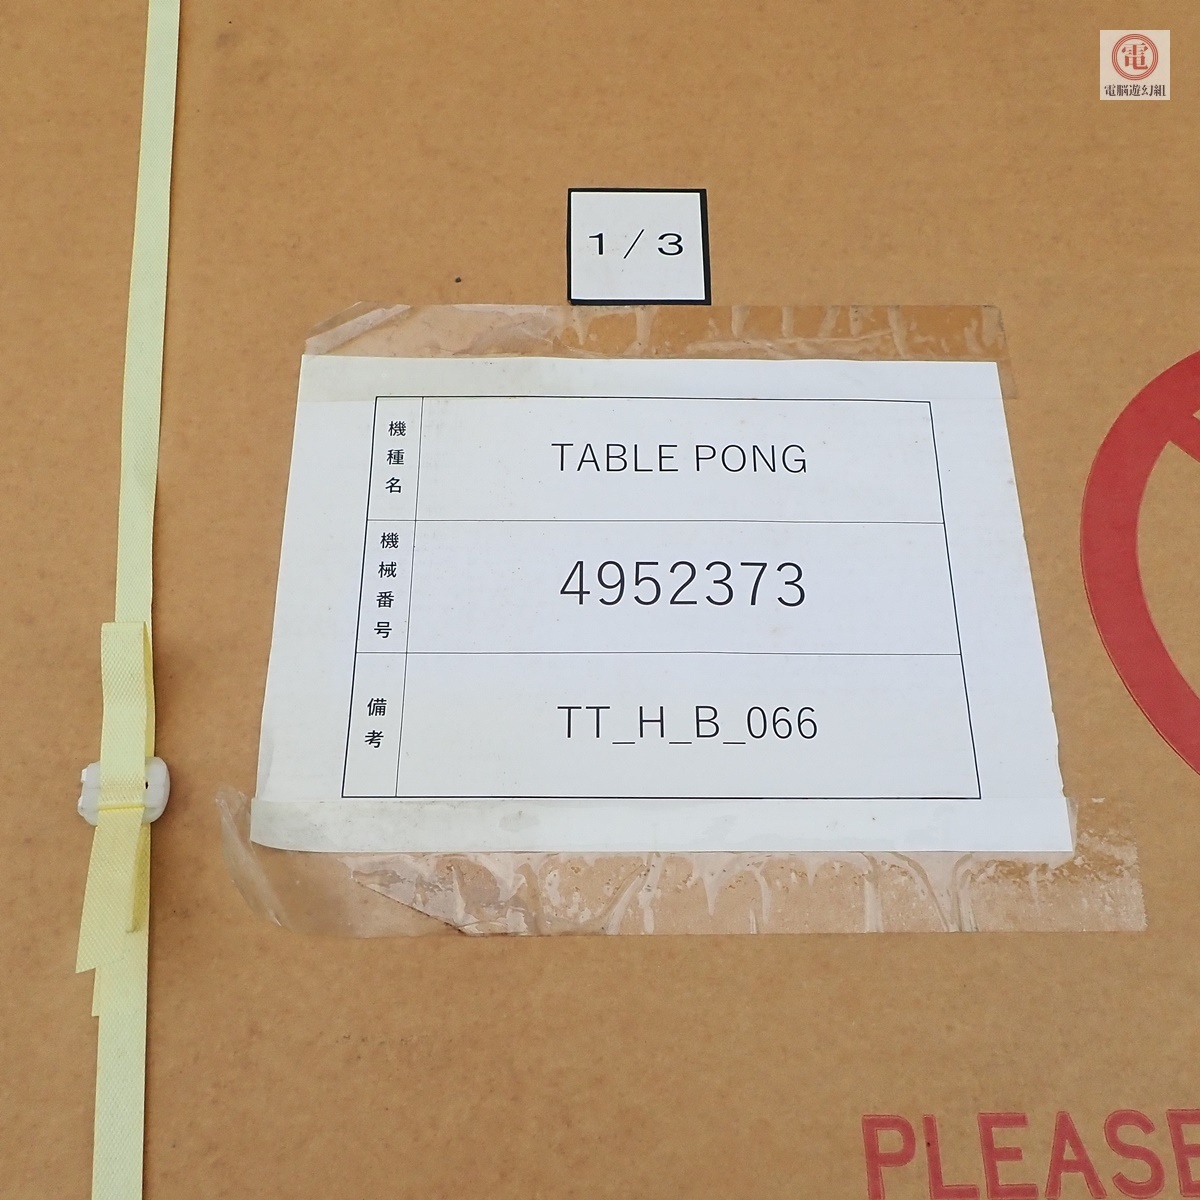 電
電脳遊幻組
1/3
機種名
TABLE PONG
機械番号
4952373
備考
TT_H_B_066
PLEASE